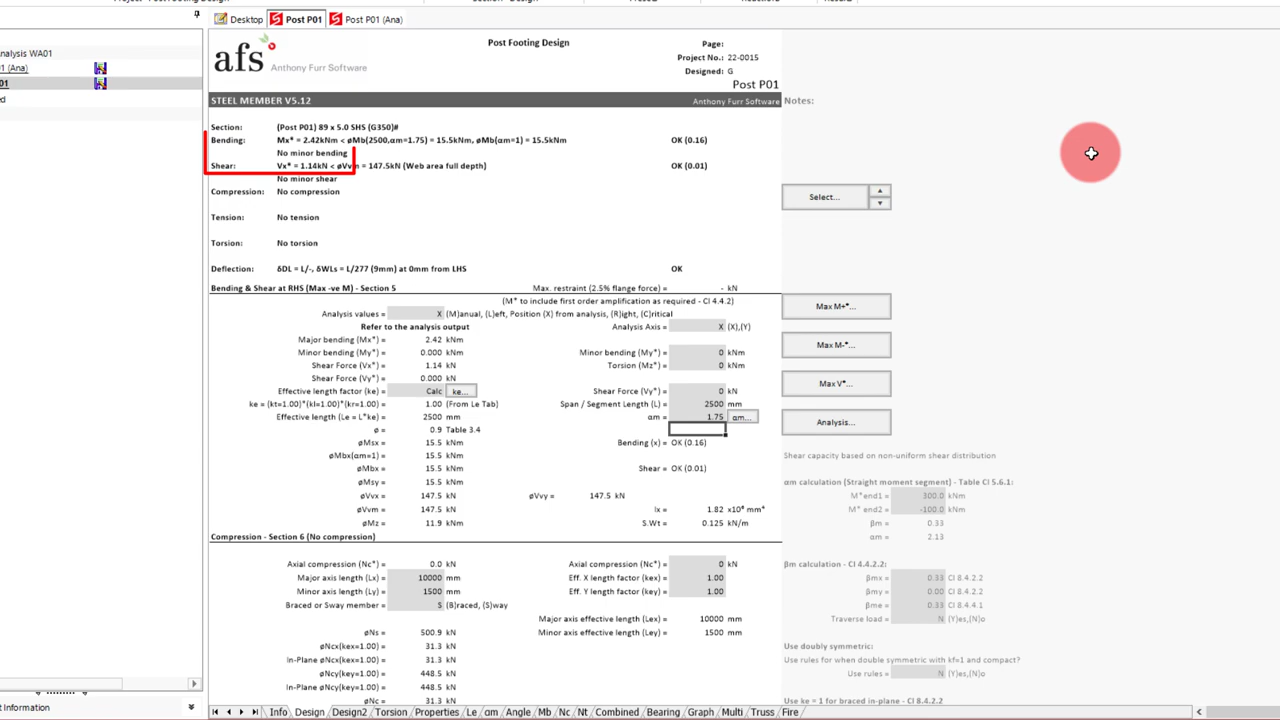 Desktop Post P01 Post P01 (Ana)
nalysis WA01
01 (Ana)
01
ed
afs Anthony Furr Software
Post Footing Design
Page:
Project No.: 22-0015
Designed: G
Post P01
STEEL MEMBER V5.12 Anthony Furr Software Notes:
Section: (Post P01) 89 x 5.0 SHS (G350)#
Bending: Mx* = 2.42kNm < øMb(2500,αm=1.75) = 15.5kNm, øMb(αm=1) = 15.5kNm OK (0.16)
No minor bending
Shear: Vx* = 1.14kN < øVvm = 147.5kN (Web area full depth) OK (0.01)
No minor shear
Compression: No compression
Select...
Tension: No tension
Torsion: No torsion
Deflection: δDL = L/-, δWLs = L/277 (9mm) at 0mm from LHS OK
Bending & Shear at RHS (Max -ve M) - Section 5 Max. restraint (2.5% flange force) = - kN
(M* to include first order amplification as required - Cl 4.4.2)
Max M+*...
Analysis values = X (M)anual, (L)eft, Position (X) from analysis, (R)ight, (C)ritical
Refer to the analysis output Analysis Axis = X (X),(Y)
Major bending (Mx*) = 2.42 kNm
Max M-*...
Minor bending (My*) = 0.000 kNm Minor bending (My*) = 0 kNm
Shear Force (Vx*) = 1.14 kN Torsion (Mz*) = 0 kNm
Shear Force (Vy*) = 0.000 kN
Max V*...
Effective length factor (ke) = Calc ke... Shear Force (Vy*) = 0 kN
ke = (kt=1.00)*(kl=1.00)*(kr=1.00) = 1.00 (From Le Tab) Span / Segment Length (L) = 2500 mm
Effective length (Le = L*ke) = 2500 mm αm = 1.75 αm...
Analysis...
ø = 0.9 Table 3.4
øMsx = 15.5 kNm Bending (x) = OK (0.16)
øMbx(αm=1) = 15.5 kNm Shear capacity based on non-uniform shear distribution
øMbx = 15.5 kNm Shear = OK (0.01)
øMsy = 15.5 kNm αm calculation (Straight moment segment) - Table Cl 5.6.1:
øVvx = 147.5 kN øVvy = 147.5 kN M*end1 = 300.0 kNm
øVvm = 147.5 kN Ix = 1.82 x10⁶ mm⁴ M* end2 = -100.0 kNm
øMz = 11.9 kNm S.Wt = 0.125 kN/m βm = 0.33
Compression - Section 6 (No compression) αm = 2.13
Axial compression (Nc*) = 0.0 kN Axial compression (Nc*) = 0 kN βm calculation - Cl 4.4.2.2:
Major axis length (Lx) = 10000 mm Eff. X length factor (kex) = 1.00 βmx = 0.33 Cl 8.4.2.2
Minor axis length (Ly) = 1500 mm Eff. Y length factor (key) = 1.00 βmy = 0.00 Cl 8.4.2.2
Braced or Sway member = S (B)raced, (S)way βme = 0.33 Cl 8.4.4.1
Major axis effective length (Lex) = 10000 mm Traverse load = N (Y)es,(N)o
øNs = 500.9 kN Minor axis effective length (Ley) = 1500 mm
øNcx(kex=1.00) = 31.3 kN Use doubly symmetric:
In-Plane øNcx(kex=1.00) = 31.3 kN Use rules for when double symmetric with kf=1 and compact?
øNcy(key=1.00) = 448.5 kN Use rules = N (Y)es,(N)o
In-Plane øNcy(key=1.00) = 448.5 kN
øNc = 31.3 kN Use ke = 1 for braced in-plane - Cl 8.4.2.2
t Information
Info Design Design2 Torsion Properties Le αm Angle Mb Nc Nt Combined Bearing Graph Multi Truss Fire